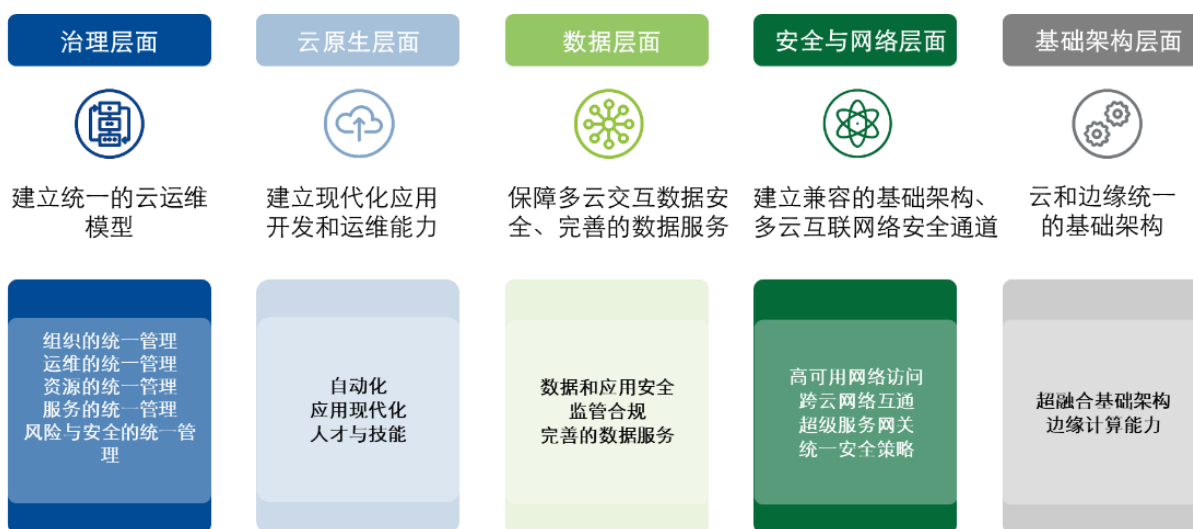 治理层面
云原生层面
数据层面
安全与网络层面
基础架构层面
建立统一的云运维
模型
建立现代化应用
开发和运维能力
保障多云交互数据安
全、完善的数据服务
建立兼容的基础架构、
多云互联网络安全通道
云和边缘统一
的基础架构
组织的统一管理
运维的统一管理
资源的统一管理
服务的统一管理
风险与安全的统一管
理
自动化
应用现代化
人才与技能
数据和应用安全
监管合规
完善的数据服务
高可用网络访问
跨云网络互通
超级服务网关
统一安全策略
超融合基础架构
边缘计算能力